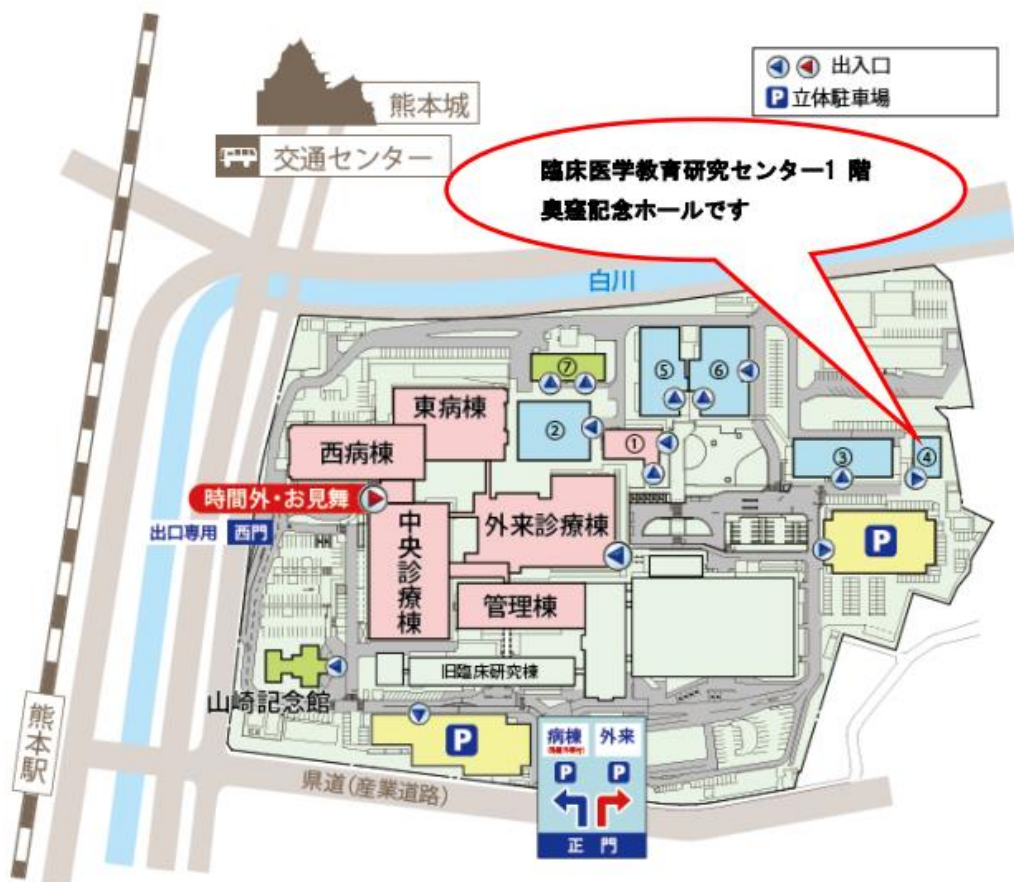 熊本城
交通センター
出入口
P 立体駐車場
臨床医学教育研究センター1 階
奥窪記念ホールです
白川
⑦
⑤
⑥
東病棟
②
①
西病棟
③
④
時間外・お見舞
出口専用 西門
中央診療棟
外来診療棟
P
管理棟
旧臨床研究棟
山崎記念館
P
病棟 外来
P P
正門
熊本駅
県道(産業道路)